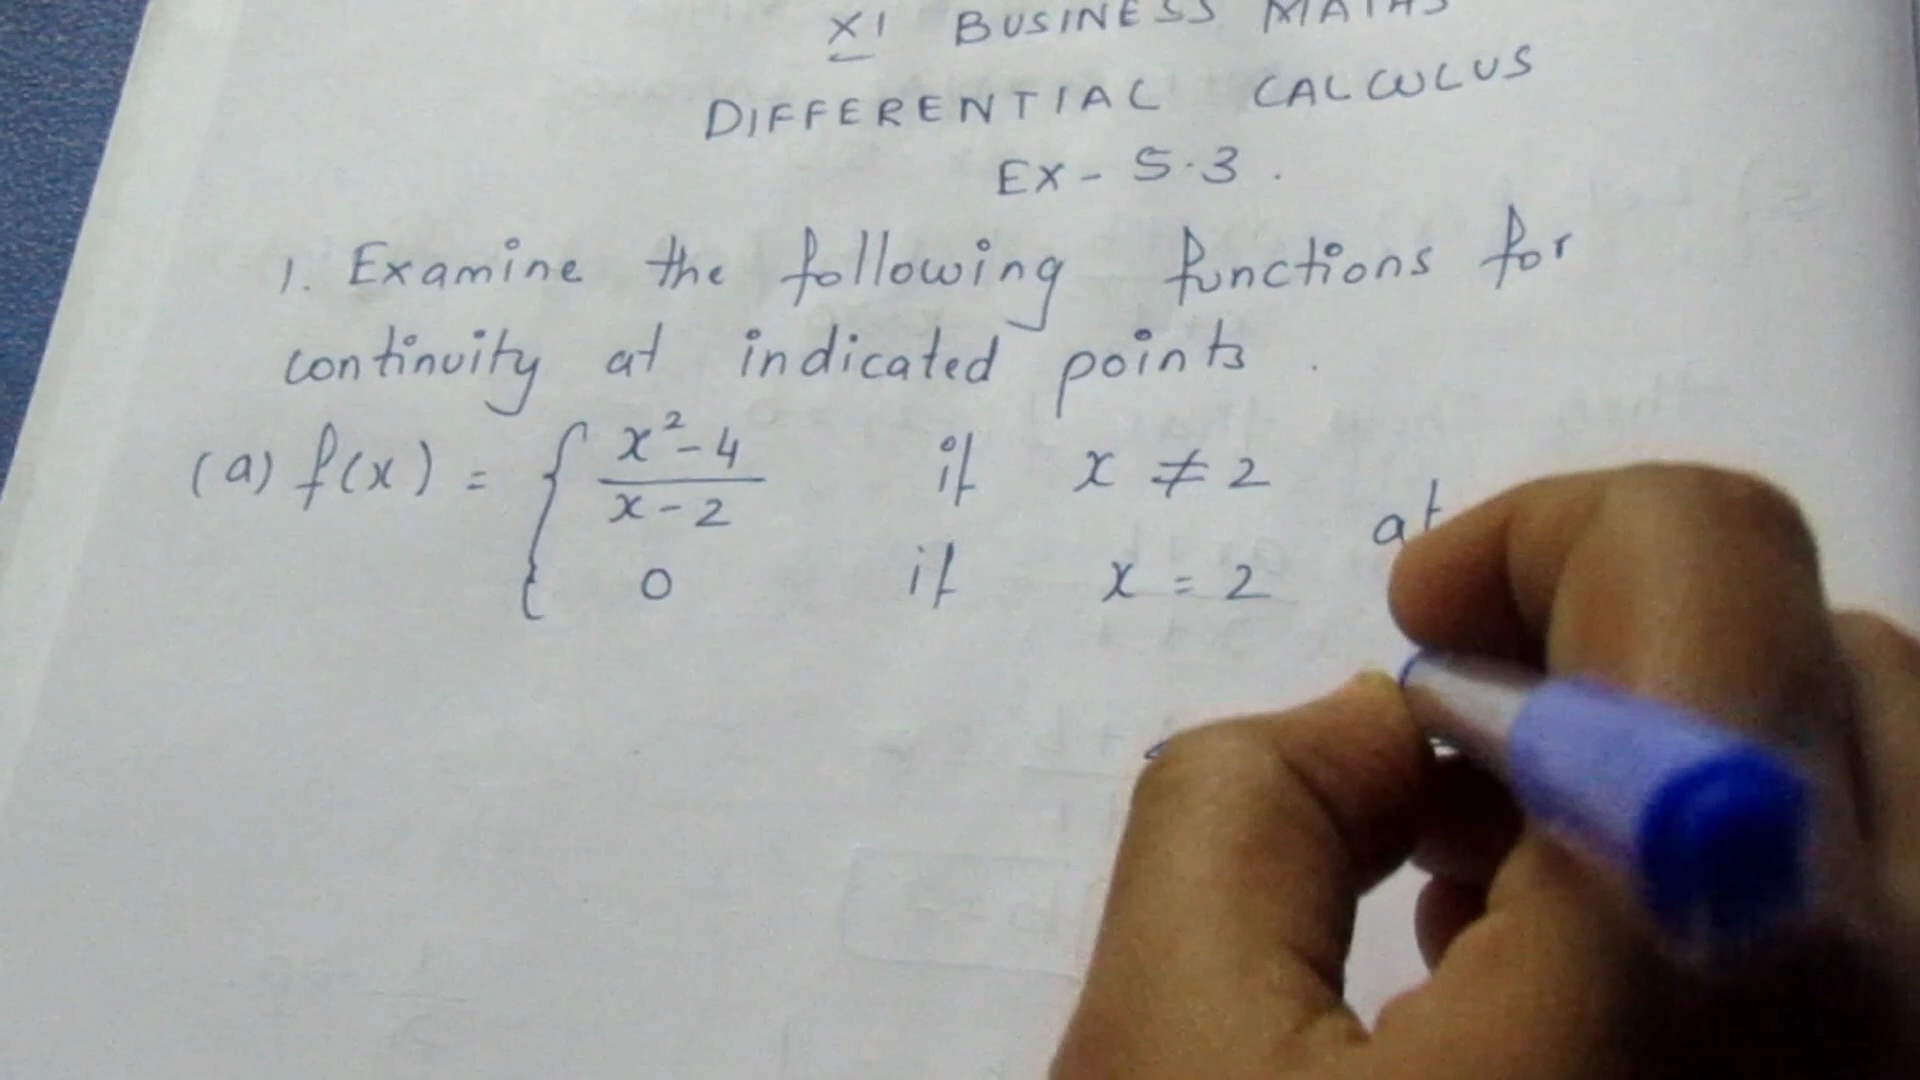 XI BUSINESS MATHS
DIFFERENTIAL CALCULUS
EX - 5.3.
1. Examine the following functions for
continuity at indicated points.
(a) f(x) = { x²-4 / x-2 if x ≠ 2
0 if x = 2 at